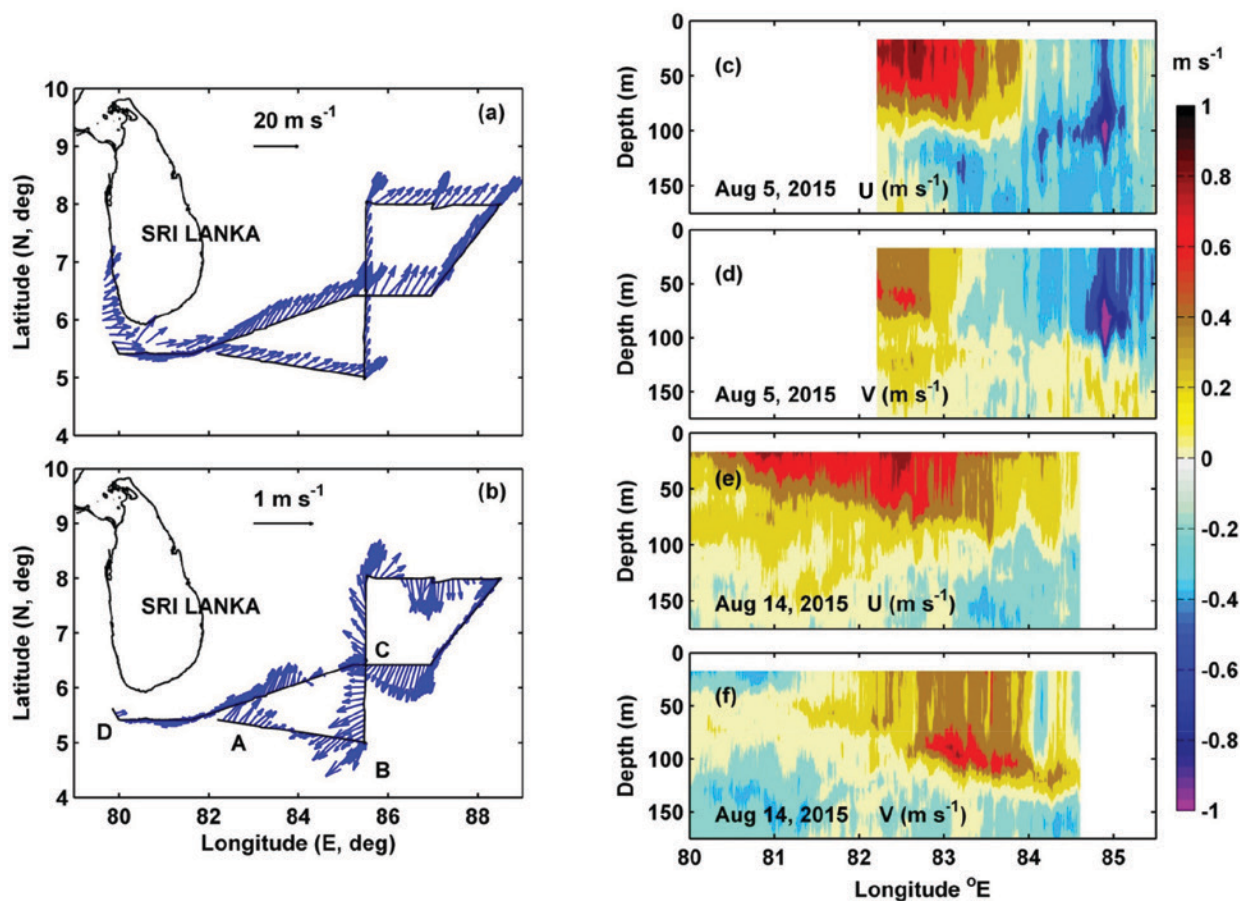 (a)
20 m s⁻¹
SRI LANKA
10
9
8
7
6
5
4
Latitude (N, deg)
(b)
1 m s⁻¹
SRI LANKA
A
B
C
D
10
9
8
7
6
5
4
Latitude (N, deg)
80 82 84 86 88
Longitude (E, deg)
(c)
0
50
100
150
Depth (m)
Aug 5, 2015 U (m s⁻¹)
(d)
0
50
100
150
Depth (m)
Aug 5, 2015 V (m s⁻¹)
(e)
0
50
100
150
Depth (m)
Aug 14, 2015 U (m s⁻¹)
(f)
0
50
100
150
Depth (m)
Aug 14, 2015 V (m s⁻¹)
80 81 82 83 84 85
Longitude °E
m s⁻¹
1
0.8
0.6
0.4
0.2
0
-0.2
-0.4
-0.6
-0.8
-1